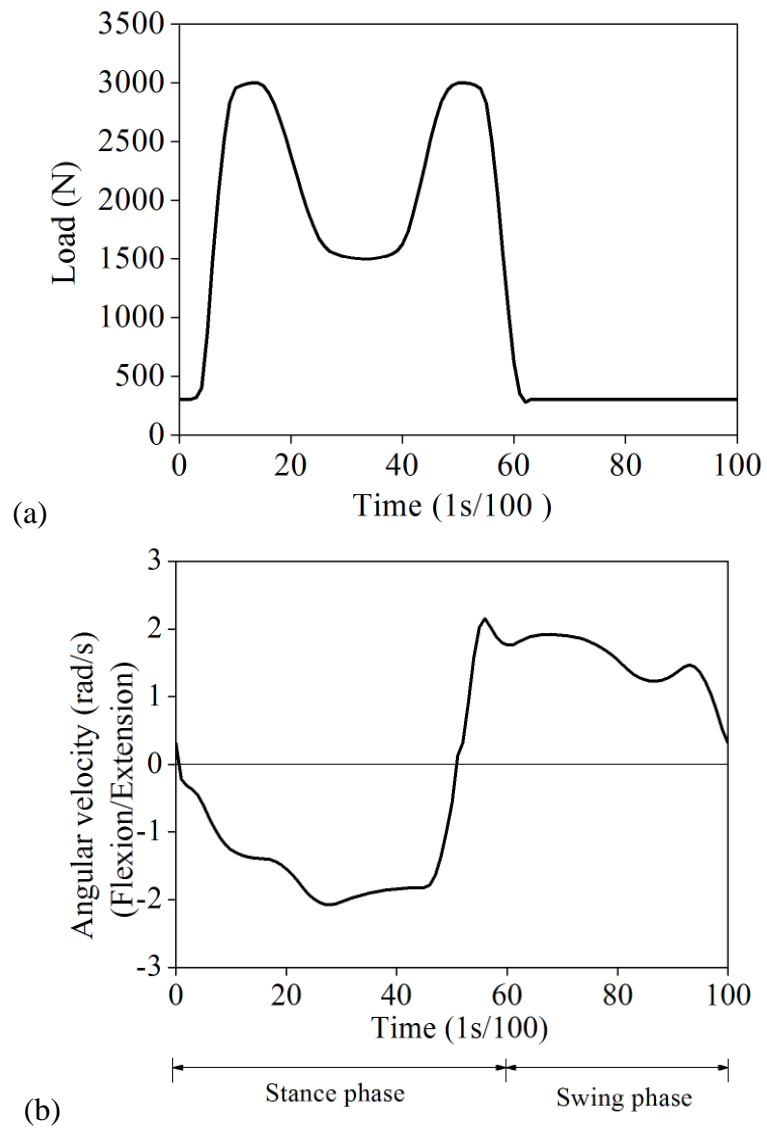 3500
3000
2500
2000
1500
1000
500
0
Load (N)
0 20 40 60 80 100
Time (1s/100 )
(a)
3
2
1
0
-1
-2
-3
Angular velocity (rad/s)
(Flexion/Extension)
0 20 40 60 80 100
Time (1s/100)
Stance phase Swing phase
(b)